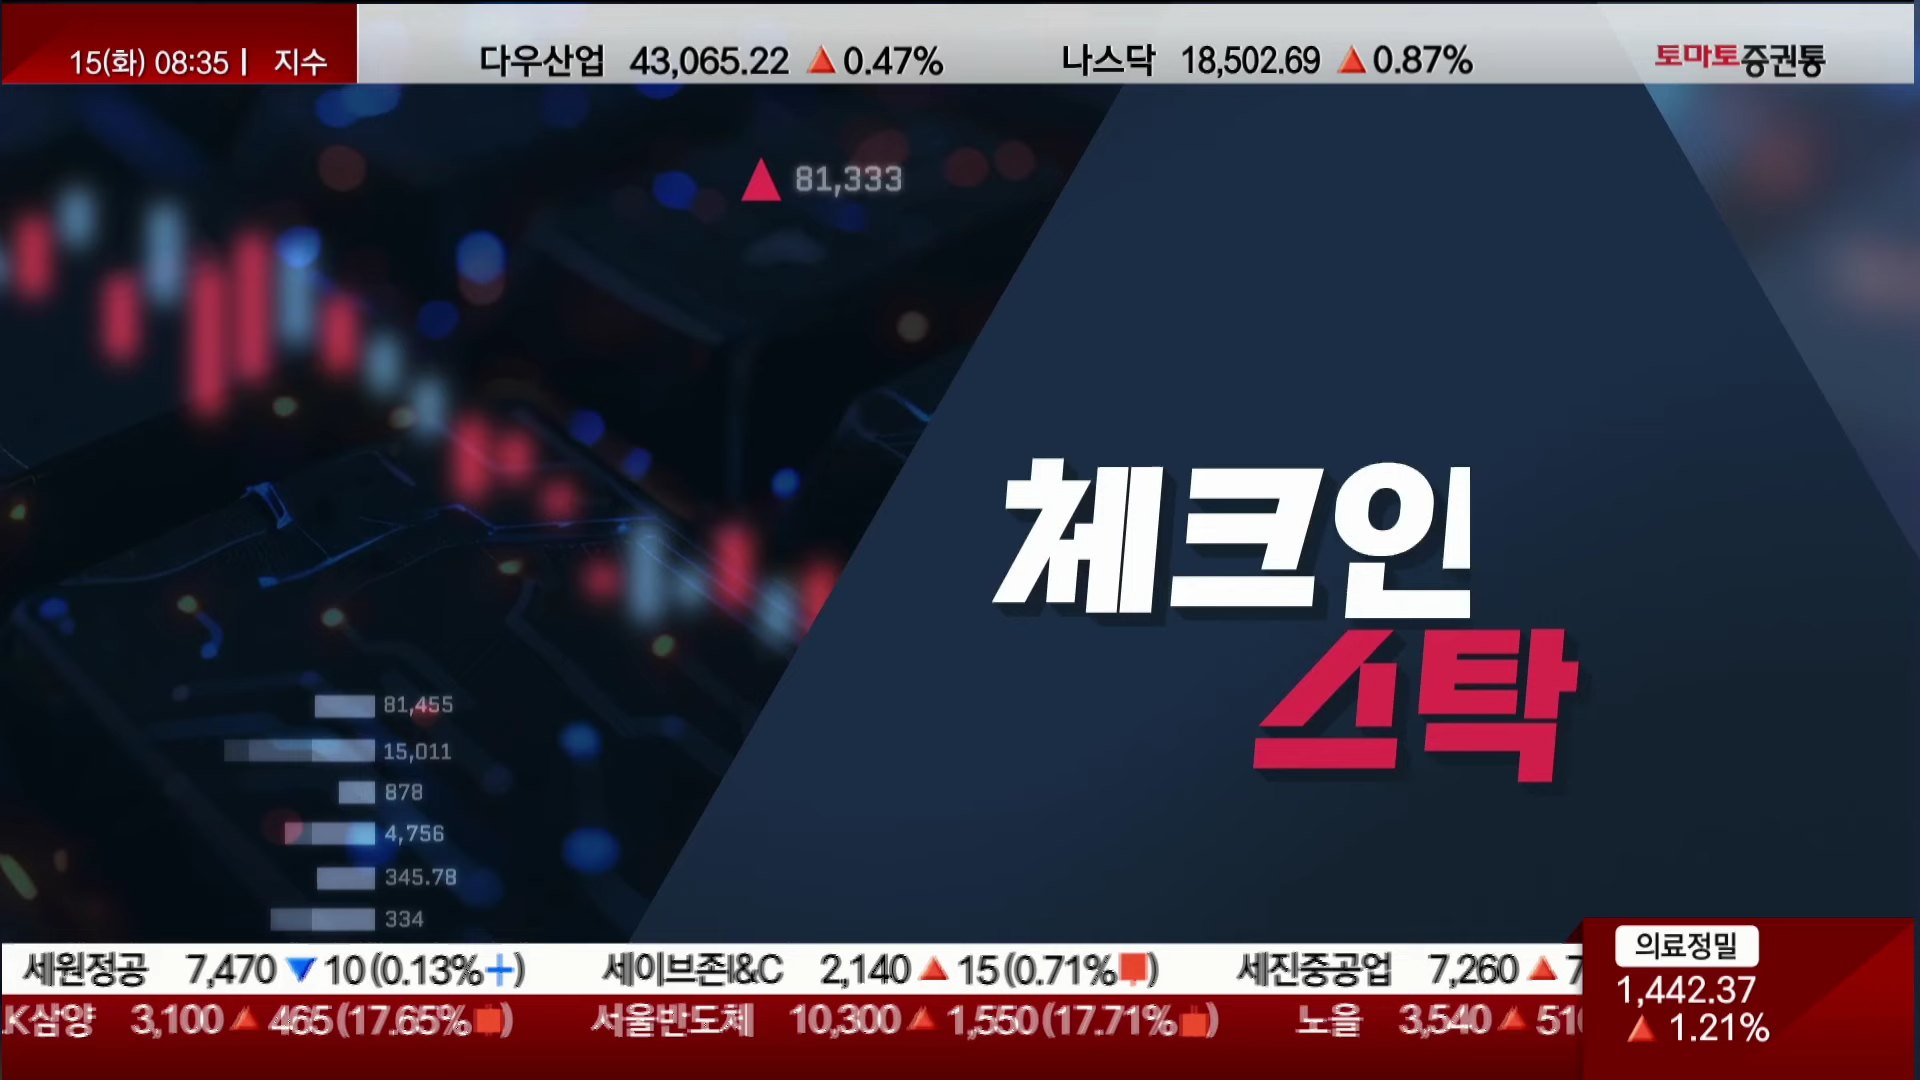 15(화) 08:35 | 지수 다우산업 43,065.22 ▲ 0.47% 나스닥 18,502.69 ▲ 0.87% 토마토증권통
▲ 81,333
체크인
스탁
81,455
15,011
878
4,756
345.78
334
세원정공 7,470 ▼ 10 (0.13%+) 세이브존I&C 2,140 ▲ 15 (0.71%) 세진중공업 7,260 ▲ 7
K삼양 3,100 ▲ 465 (17.65%) 서울반도체 10,300 ▲ 1,550 (17.71%) 노을 3,540 ▲ 51
의료정밀
1,442.37
▲ 1.21%